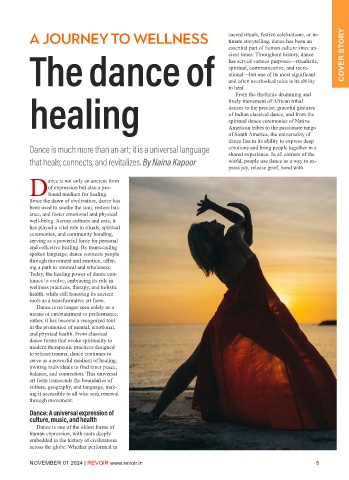 A JOURNEY TO WELLNESS
The dance of
healing
Dance is much more than an art; it is a universal language
that heals, connects, and revitalizes. By Naina Kapoor
Dance is not only an ancient form
of expression but also a pro-
found medium for healing.
Since the dawn of civilization, dance has
been used to soothe the soul, restore bal-
ance, and foster emotional and physical
well-being. Across cultures and eras, it
has played a vital role in rituals, spiritual
ceremonies, and community bonding,
serving as a powerful force for personal
and collective healing. By transcending
spoken language, dance connects people
through movement and emotion, offer-
ing a path to renewal and wholeness.
Today, the healing power of dance con-
tinues to evolve, embracing its role in
wellness practices, therapy, and holistic
health, while still honoring its ancient
roots as a transformative art form.
Dance is no longer seen solely as a
means of entertainment or performance;
rather, it has become a recognized tool
in the promotion of mental, emotional,
and physical health. From classical
dance forms that evoke spirituality to
modern therapeutic practices designed
to release trauma, dance continues to
serve as a powerful medium of healing,
inviting individuals to find inner peace,
balance, and connection. This universal
art form transcends the boundaries of
culture, geography, and language, mak-
ing it accessible to all who seek renewal
through movement.
Dance: A universal expression of
culture, music, and health
Dance is one of the oldest forms of
human expression, with roots deeply
embedded in the history of civilizations
across the globe. Whether performed in
sacred rituals, festive celebrations, or in-
timate storytelling, dance has been an
essential part of human culture since an-
cient times. Throughout history, dance
has served various purposes—ritualistic,
spiritual, communicative, and recre-
ational—but one of its most significant
and often overlooked roles is its ability
to heal.
From the rhythmic drumming and
lively movement of African tribal
dances to the precise, graceful gestures
of Indian classical dance, and from the
spiritual dance ceremonies of Native
American tribes to the passionate tango
of South America, the universality of
dance lies in its ability to express deep
emotions and bring people together in a
shared experience. In all corners of the
world, people use dance as a way to ex-
press joy, release grief, bond with
COVER STORY
NOVEMBER 01 2024 | REVOIR www.revoir.in
5